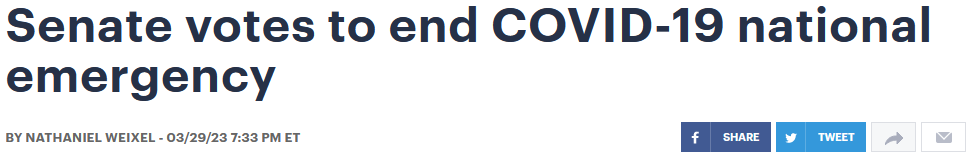 Senate votes to end COVID-19 national
emergency
BY NATHANIEL WEIXEL - 03/29/23 7:33 PM ET
SHARE
TWEET